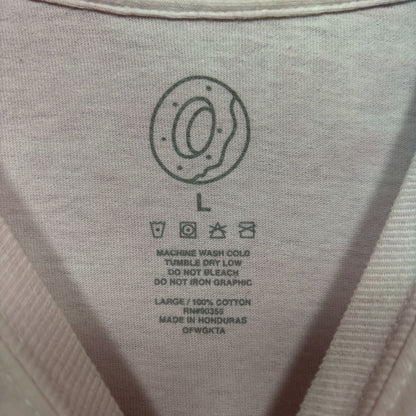 L
MACHINE WASH COLD
TUMBLE DRY LOW
DO NOT BLEACH
DO NOT IRON GRAPHIC
LARGE / 100% COTTON
RN#90356
MADE IN HONDURAS
OFWGKTA